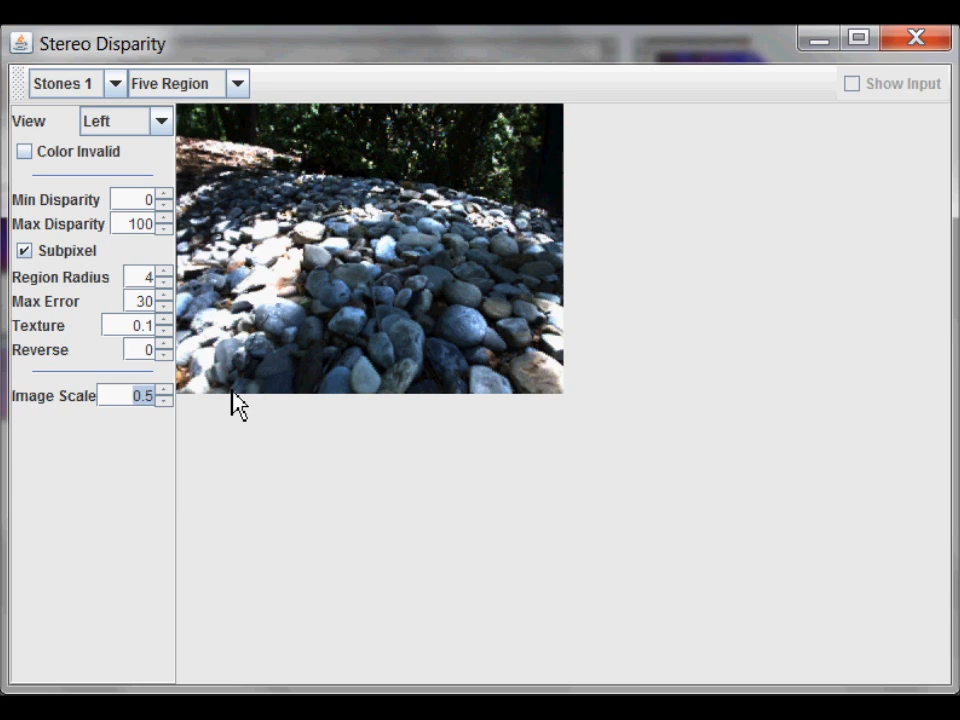 Stereo Disparity
Stones 1 Five Region Show Input
View Left
Color Invalid
Min Disparity 0
Max Disparity 100
Subpixel
Region Radius 4
Max Error 30
Texture 0.1
Reverse 0
Image Scale 0.5